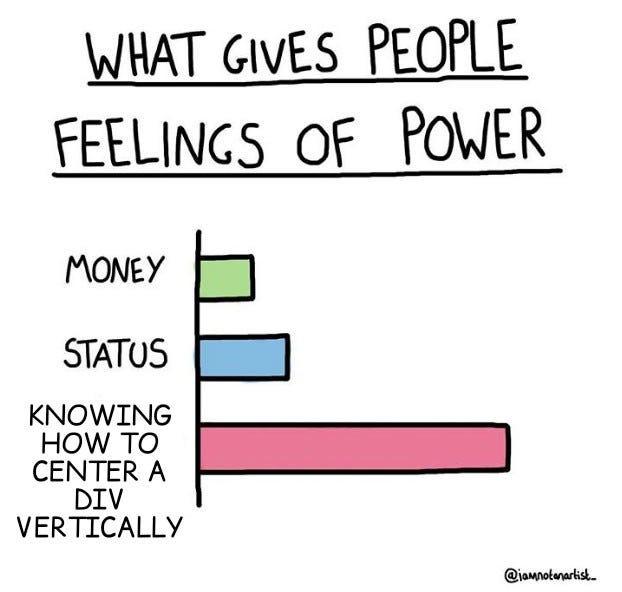 WHAT GIVES PEOPLE
FEELINGS OF POWER
MONEY
STATUS
KNOWING
HOW TO
CENTER A
DIV
VERTICALLY
@iamnotanartist_